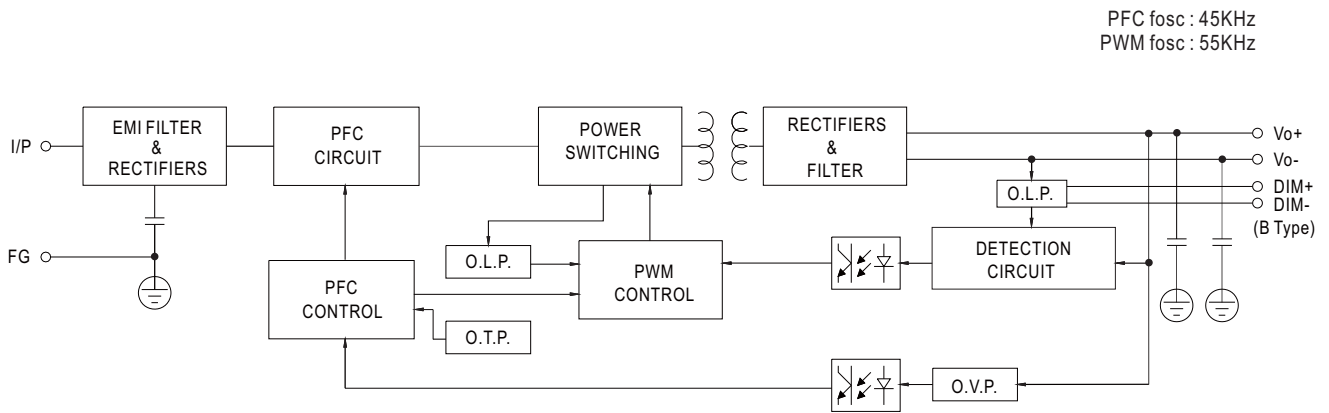 PFC fosc : 45KHz
PWM fosc : 55KHz
I/P
EMI FILTER
&
RECTIFIERS
PFC
CIRCUIT
POWER
SWITCHING
RECTIFIERS
&
FILTER
Vo+
Vo-
DIM+
DIM-
(B Type)
O.L.P.
FG
O.L.P.
PFC
CONTROL
PWM
CONTROL
DETECTION
CIRCUIT
O.T.P.
O.V.P.